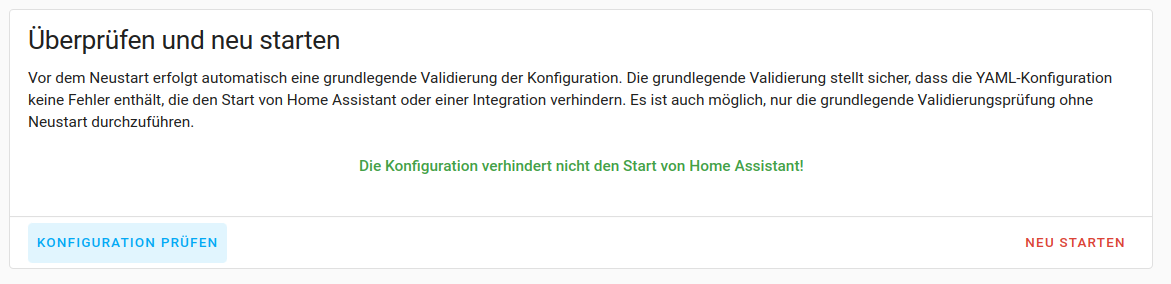 Überprüfen und neu starten
Vor dem Neustart erfolgt automatisch eine grundlegende Validierung der Konfiguration. Die grundlegende Validierung stellt sicher, dass die YAML-Konfiguration
keine Fehler enthält, die den Start von Home Assistant oder einer Integration verhindern. Es ist auch möglich, nur die grundlegende Validierungsprüfung ohne
Neustart durchzuführen.
Die Konfiguration verhindert nicht den Start von Home Assistant!
KONFIGURATION PRÜFEN
NEU STARTEN